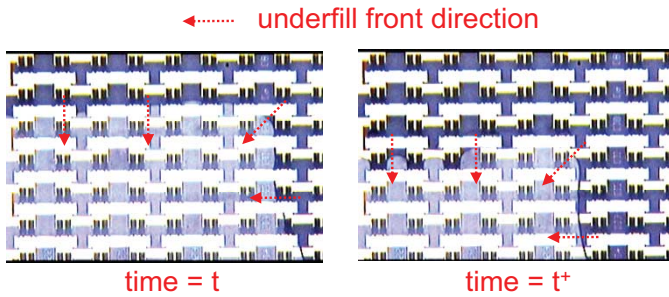 underfill front direction
time = t
time = t⁺